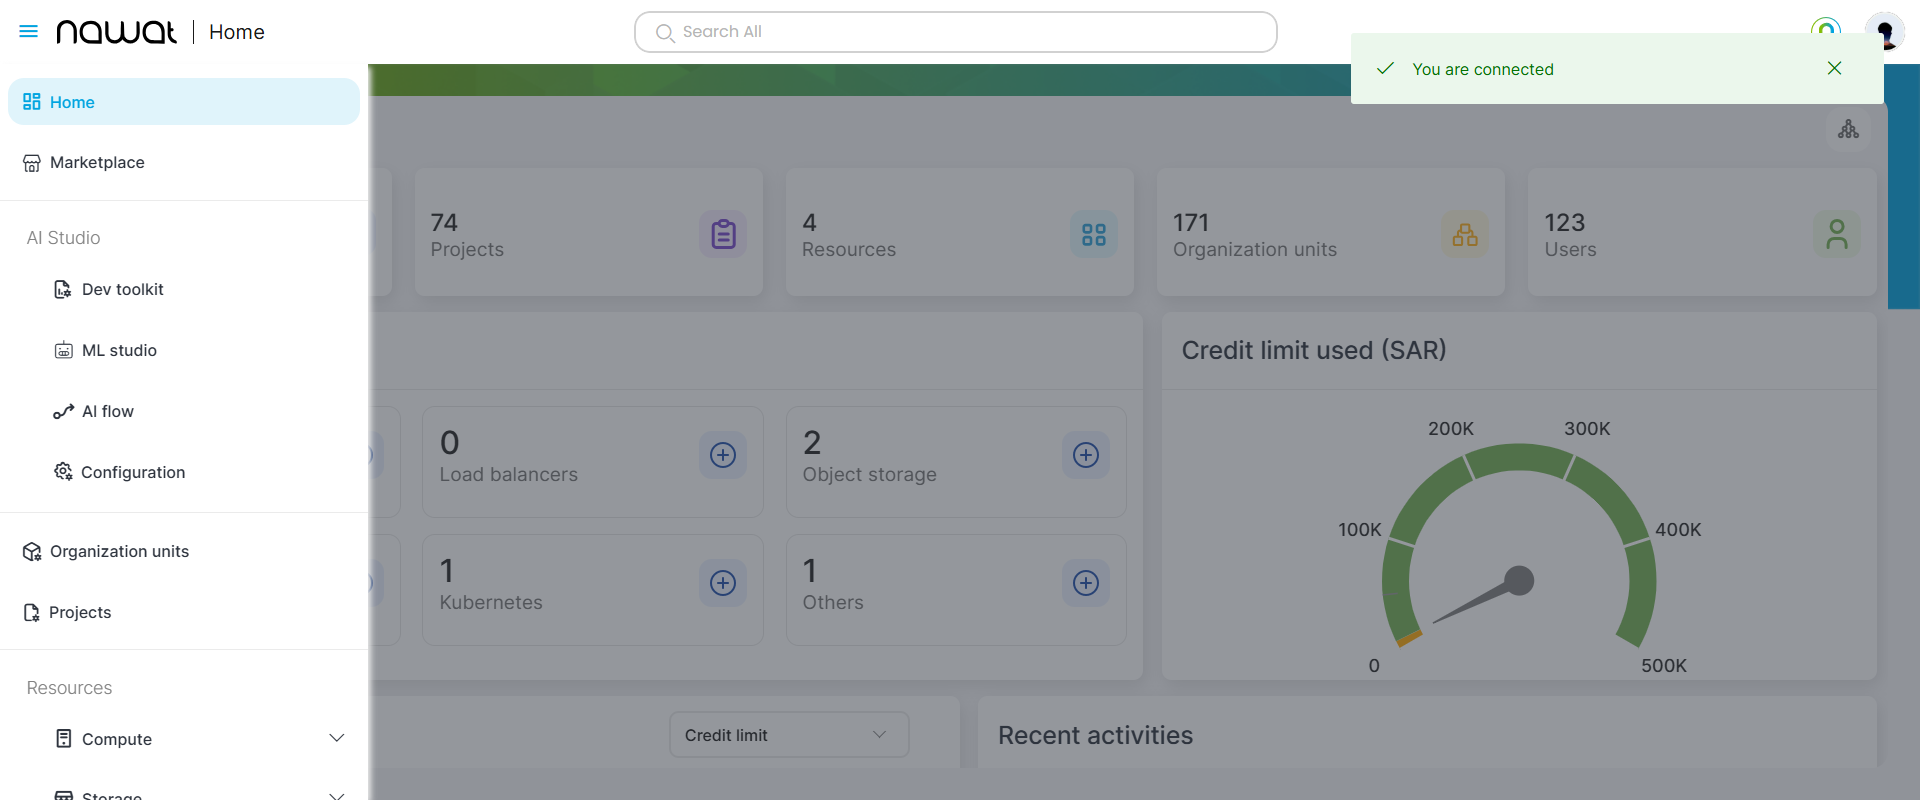 nawat
Home
Search All
You are connected
Home
Marketplace
AI Studio
Dev toolkit
ML studio
AI flow
Configuration
Organization units
Projects
Resources
Compute
Storage
74
Projects
4
Resources
171
Organization units
123
Users
0
Load balancers
2
Object storage
1
Kubernetes
1
Others
Credit limit used (SAR)
200K
300K
100K
400K
0
500K
Credit limit
Recent activities